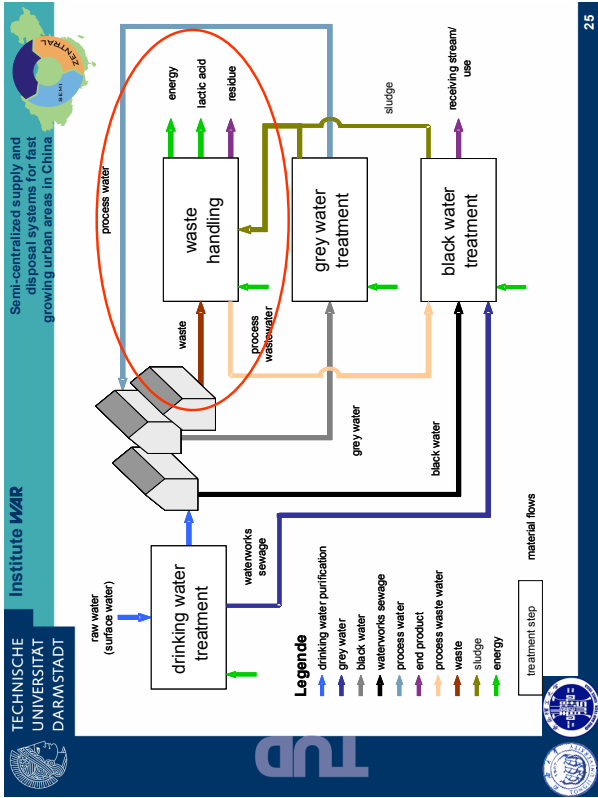 TECHNISCHE
UNIVERSITÄT
DARMSTADT
Institute WAR
Semi-centralized supply and
disposal systems for fast
growing urban areas in China
ZENTRAL
SEMI
raw water
(surface water)
drinking water
treatment
waterworks
sewage
process water
energy
lactic acid
residue
waste
handling
waste
process
wastewater
grey water
treatment
grey water
sludge
black water
treatment
black water
receiving stream/
use
Legende
drinking water purification
grey water
black water
waterworks sewage
process water
end product
process waste water
waste
sludge
energy
treatment step
material flows
TUD
25